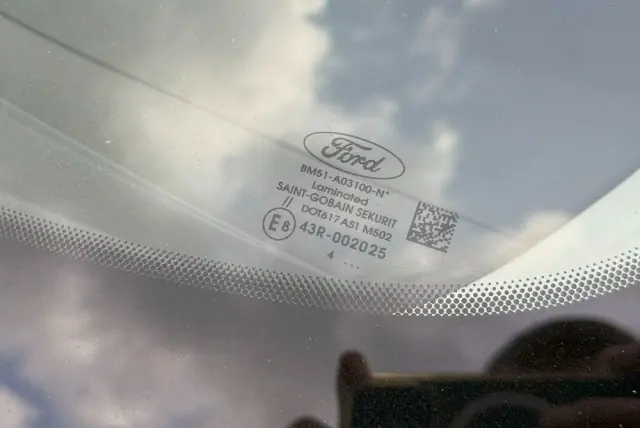 Ford
BM51-A03100-N*
Laminated
SAINT-GOBAIN SEKURIT
// DOT617 AS1 M502
E8 43R-002025
4 ...